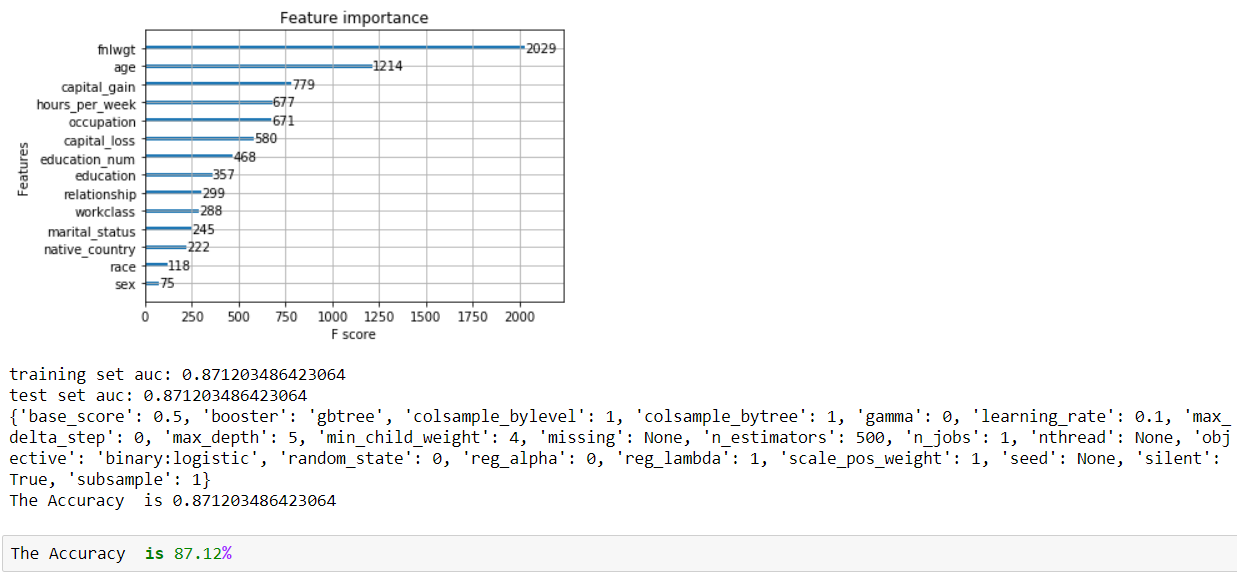 Feature importance
fnlwgt 2029
age 1214
capital_gain 779
hours_per_week 677
occupation 671
capital_loss 580
education_num 468
education 357
relationship 299
workclass 288
marital_status 245
native_country 222
race 118
sex 75
Features
0 250 500 750 1000 1250 1500 1750 2000
F score
training set auc: 0.871203486423064
test set auc: 0.871203486423064
{'base_score': 0.5, 'booster': 'gbtree', 'colsample_bylevel': 1, 'colsample_bytree': 1, 'gamma': 0, 'learning_rate': 0.1, 'max_
delta_step': 0, 'max_depth': 5, 'min_child_weight': 4, 'missing': None, 'n_estimators': 500, 'n_jobs': 1, 'nthread': None, 'obj
ective': 'binary:logistic', 'random_state': 0, 'reg_alpha': 0, 'reg_lambda': 1, 'scale_pos_weight': 1, 'seed': None, 'silent':
True, 'subsample': 1}
The Accuracy  is 0.871203486423064
The Accuracy  is 87.12%